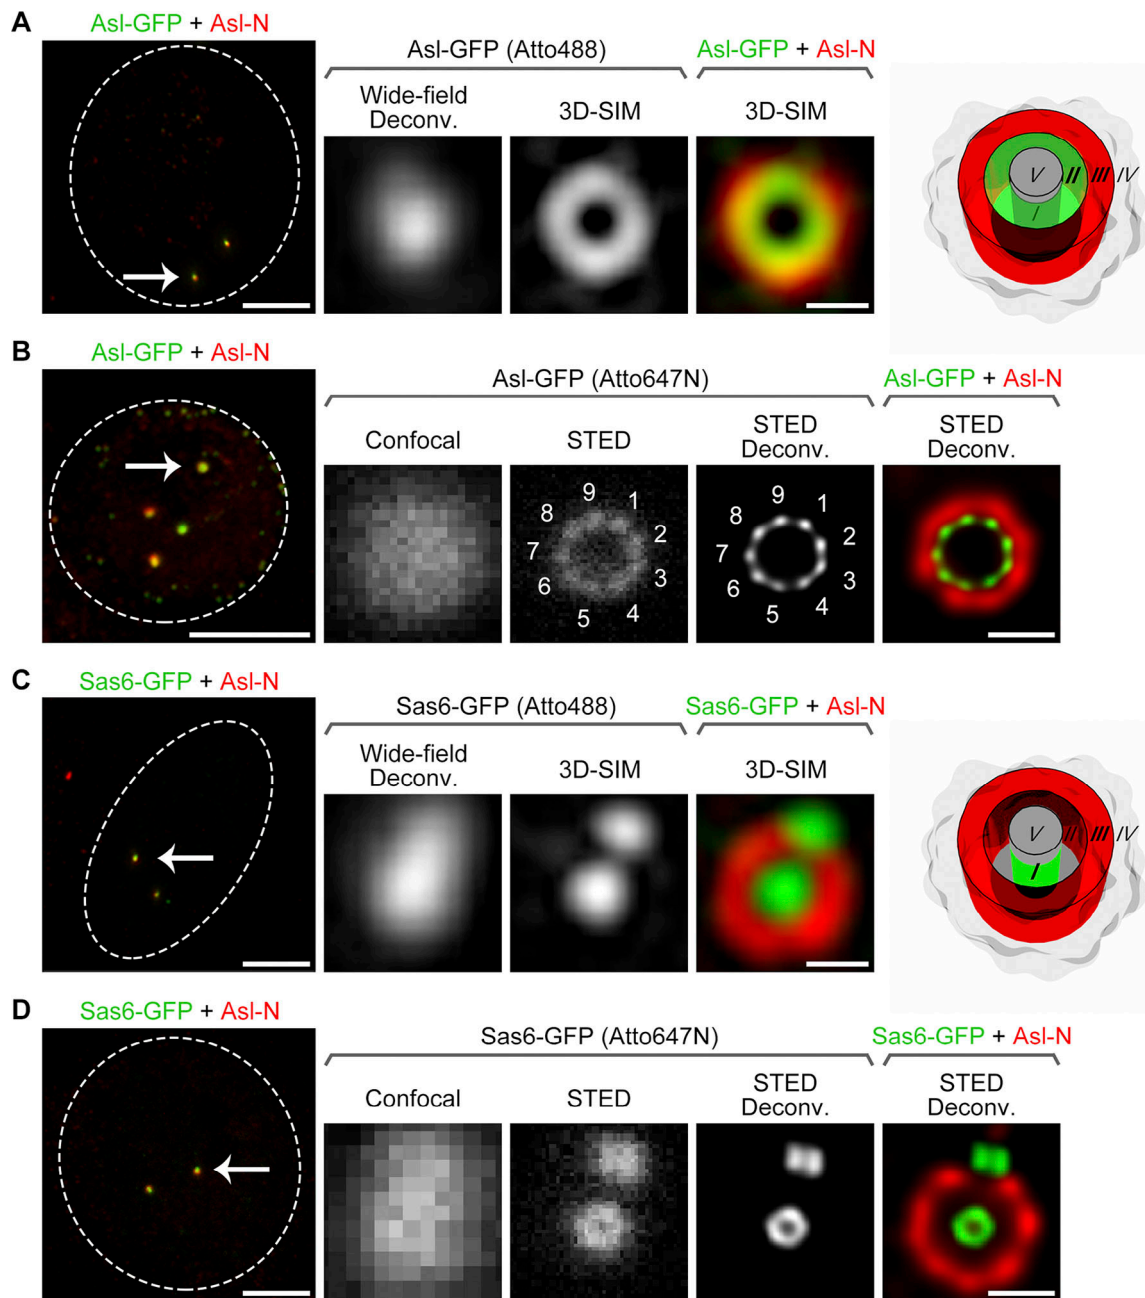 A
Asl-GFP + Asl-N
Asl-GFP (Atto488)
Asl-GFP + Asl-N
Wide-field
Deconv.
3D-SIM
3D-SIM
V II III IV
I
B
Asl-GFP + Asl-N
Asl-GFP (Atto647N)
Asl-GFP + Asl-N
Confocal
STED
STED
Deconv.
STED
Deconv.
9 1
8 2
7 3
6 4
5
9 1
8 2
7 3
6 4
5
C
Sas6-GFP + Asl-N
Sas6-GFP (Atto488)
Sas6-GFP + Asl-N
Wide-field
Deconv.
3D-SIM
3D-SIM
V II III IV
I
D
Sas6-GFP + Asl-N
Sas6-GFP (Atto647N)
Sas6-GFP + Asl-N
Confocal
STED
STED
Deconv.
STED
Deconv.